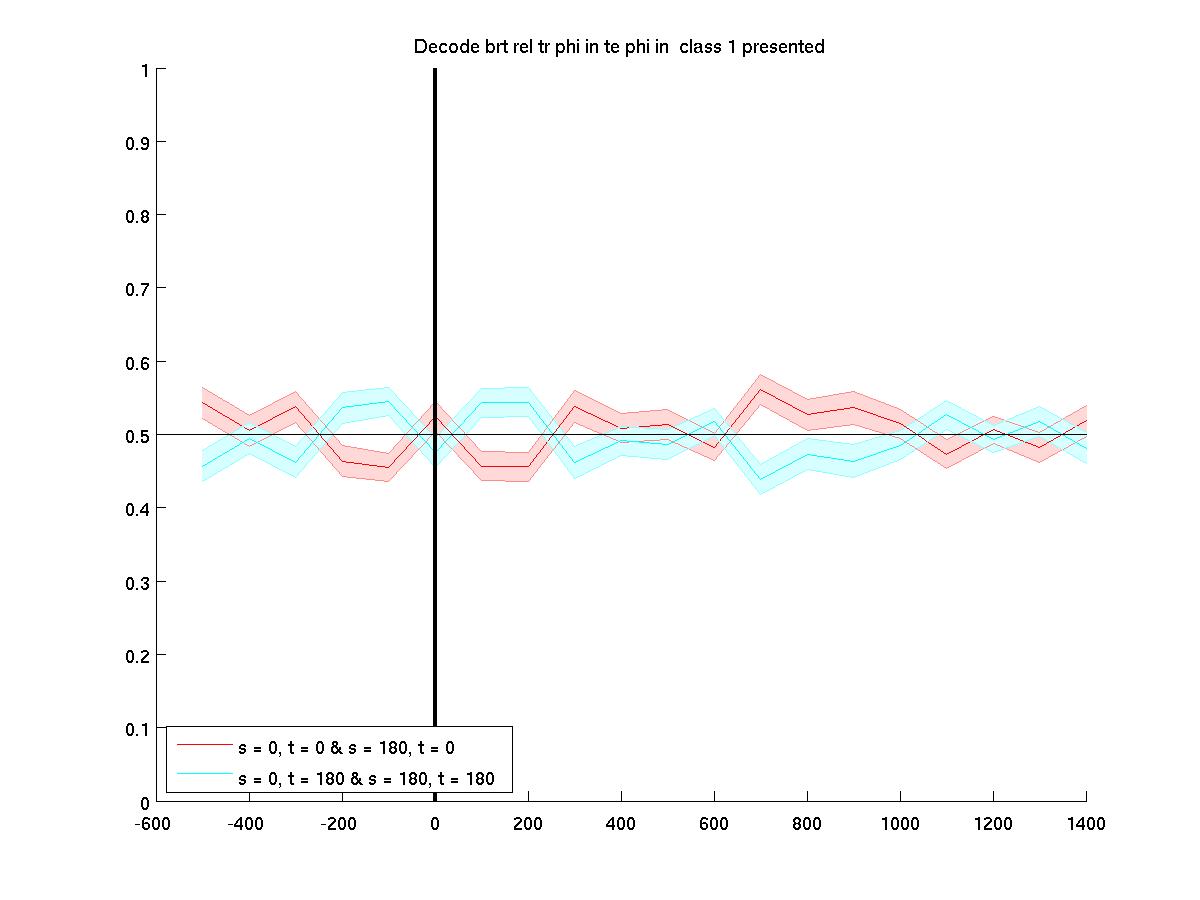 Decode brt rel tr phi in te phi in  class 1 presented
1
0.9
0.8
0.7
0.6
0.5
0.4
0.3
0.2
0.1
0
s = 0, t = 0 & s = 180, t = 0
s = 0, t = 180 & s = 180, t = 180
-600 -400 -200 0 200 400 600 800 1000 1200 1400